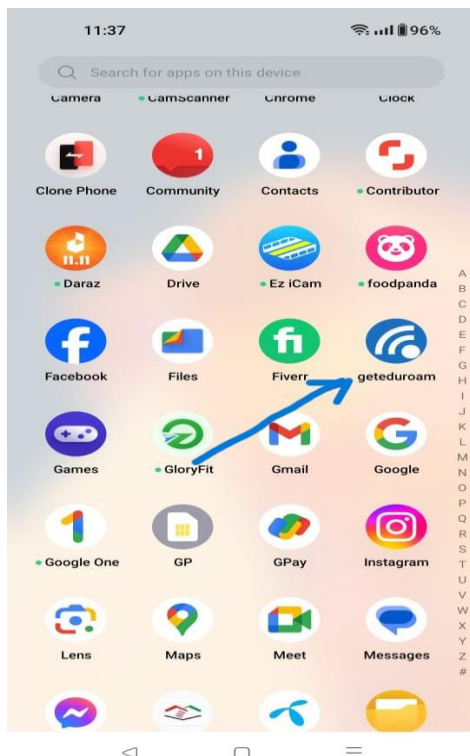 11:37 96%
Search for apps on this device
Camera CamScanner Chrome Clock
1
Clone Phone Community Contacts Contributor
11.11
Daraz Drive Ez iCam foodpanda
fi
Facebook Files Fiverr geteduroam
Games GloryFit Gmail Google
Google One GP GPay Instagram
Lens Maps Meet Messages
A
B
C
D
E
F
G
H
I
J
K
L
M
N
O
P
Q
R
S
T
U
V
W
X
Y
Z
#